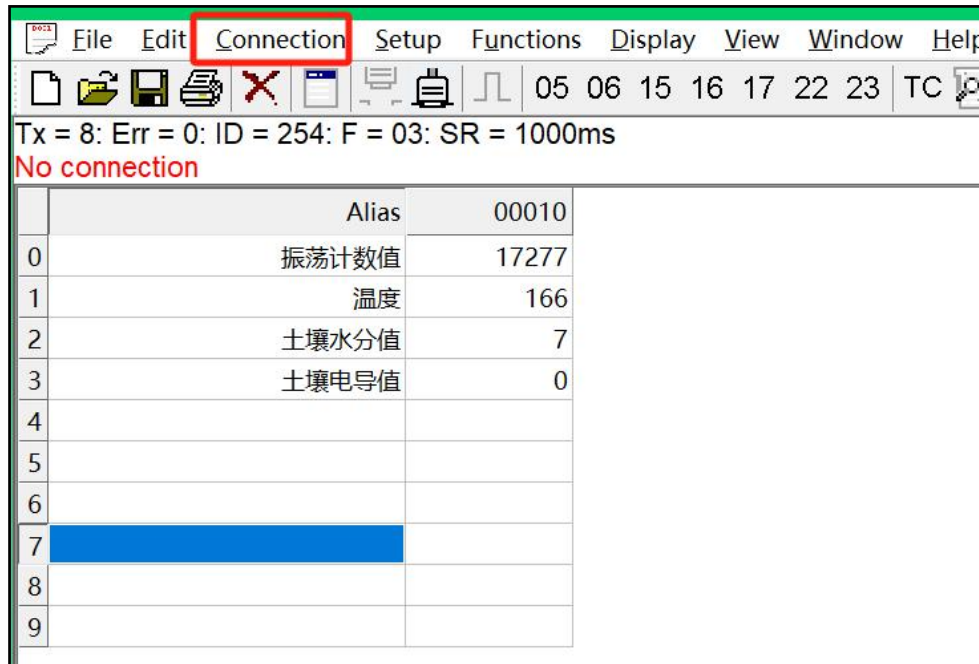 File Edit Connection Setup Functions Display View Window Help
05 06 15 16 17 22 23 TC
Tx = 8: Err = 0: ID = 254: F = 03: SR = 1000ms
No connection
Alias 00010
0 振荡计数值 17277
1 温度 166
2 土壤水分值 7
3 土壤电导值 0
4
5
6
7
8
9